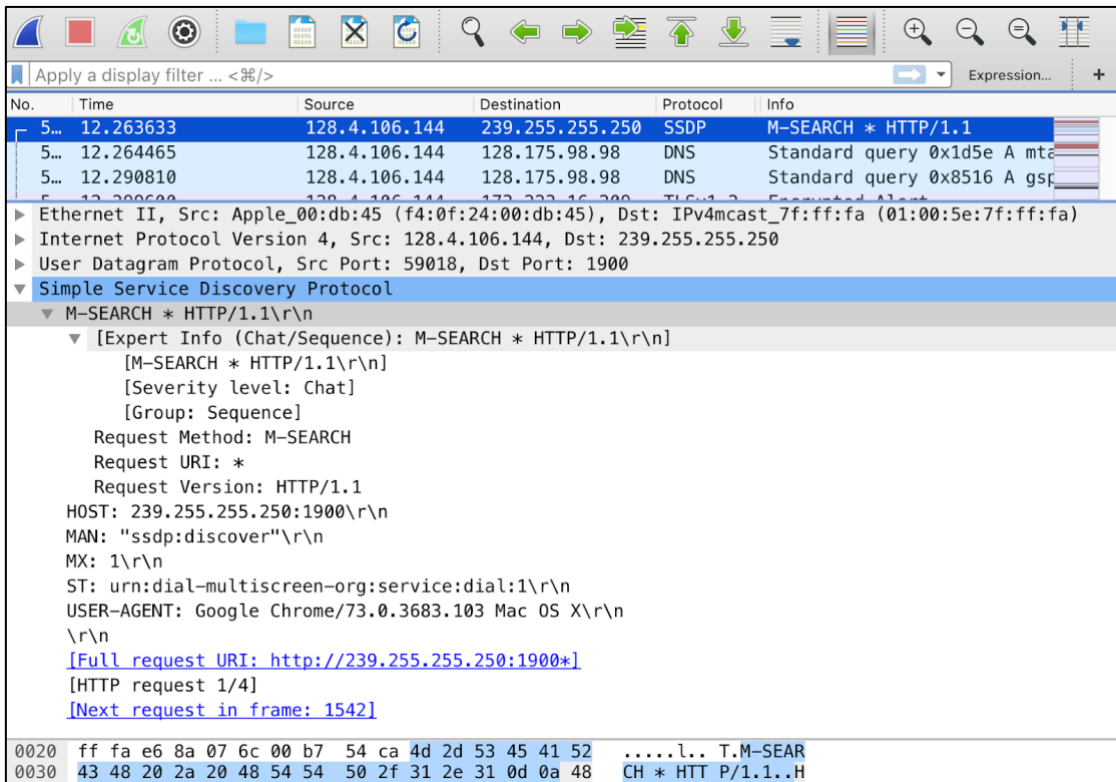 Apply a display filter ... <⌘/>
Expression...
+
No. Time Source Destination Protocol Info
5... 12.263633 128.4.106.144 239.255.255.250 SSDP M-SEARCH * HTTP/1.1
5... 12.264465 128.4.106.144 128.175.98.98 DNS Standard query 0x1d5e A mta
5... 12.290810 128.4.106.144 128.175.98.98 DNS Standard query 0x8516 A gsp
Ethernet II, Src: Apple_00:db:45 (f4:0f:24:00:db:45), Dst: IPv4mcast_7f:ff:fa (01:00:5e:7f:ff:fa)
Internet Protocol Version 4, Src: 128.4.106.144, Dst: 239.255.255.250
User Datagram Protocol, Src Port: 59018, Dst Port: 1900
Simple Service Discovery Protocol
M-SEARCH * HTTP/1.1\r\n
[Expert Info (Chat/Sequence): M-SEARCH * HTTP/1.1\r\n]
[M-SEARCH * HTTP/1.1\r\n]
[Severity level: Chat]
[Group: Sequence]
Request Method: M-SEARCH
Request URI: *
Request Version: HTTP/1.1
HOST: 239.255.255.250:1900\r\n
MAN: "ssdp:discover"\r\n
MX: 1\r\n
ST: urn:dial-multiscreen-org:service:dial:1\r\n
USER-AGENT: Google Chrome/73.0.3683.103 Mac OS X\r\n
\r\n
[Full request URI: http://239.255.255.250:1900*]
[HTTP request 1/4]
[Next request in frame: 1542]
0020 ff fa e6 8a 07 6c 00 b7 54 ca 4d 2d 53 45 41 52 .....l.. T.M-SEAR
0030 43 48 20 2a 20 48 54 54 50 2f 31 2e 31 0d 0a 48 CH * HTT P/1.1..H